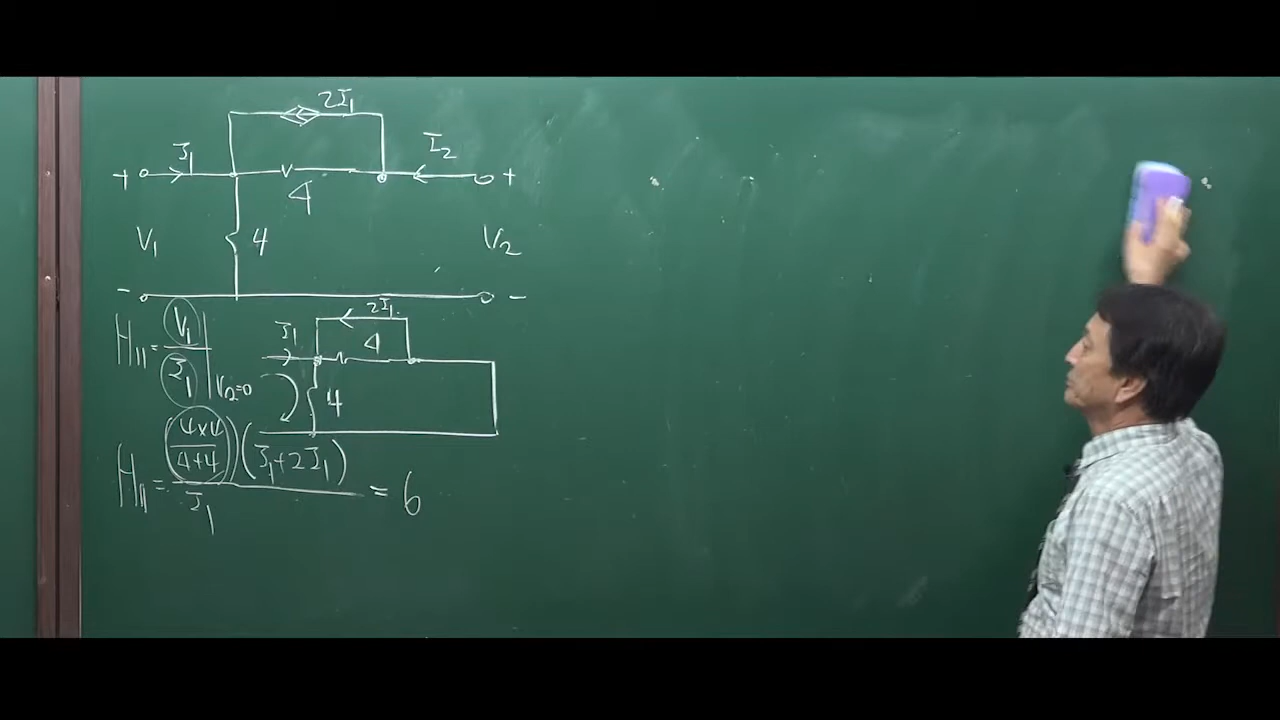 2I₁
I₁
I₂
+
+
4
V₁
4
V₂
-
-
H₁₁ = V₁ / I₁ | V₂=0
2I₁
I₁
4
4
H₁₁ = (4×4 / 4+4)(I₁+2I₁) / I₁ = 6